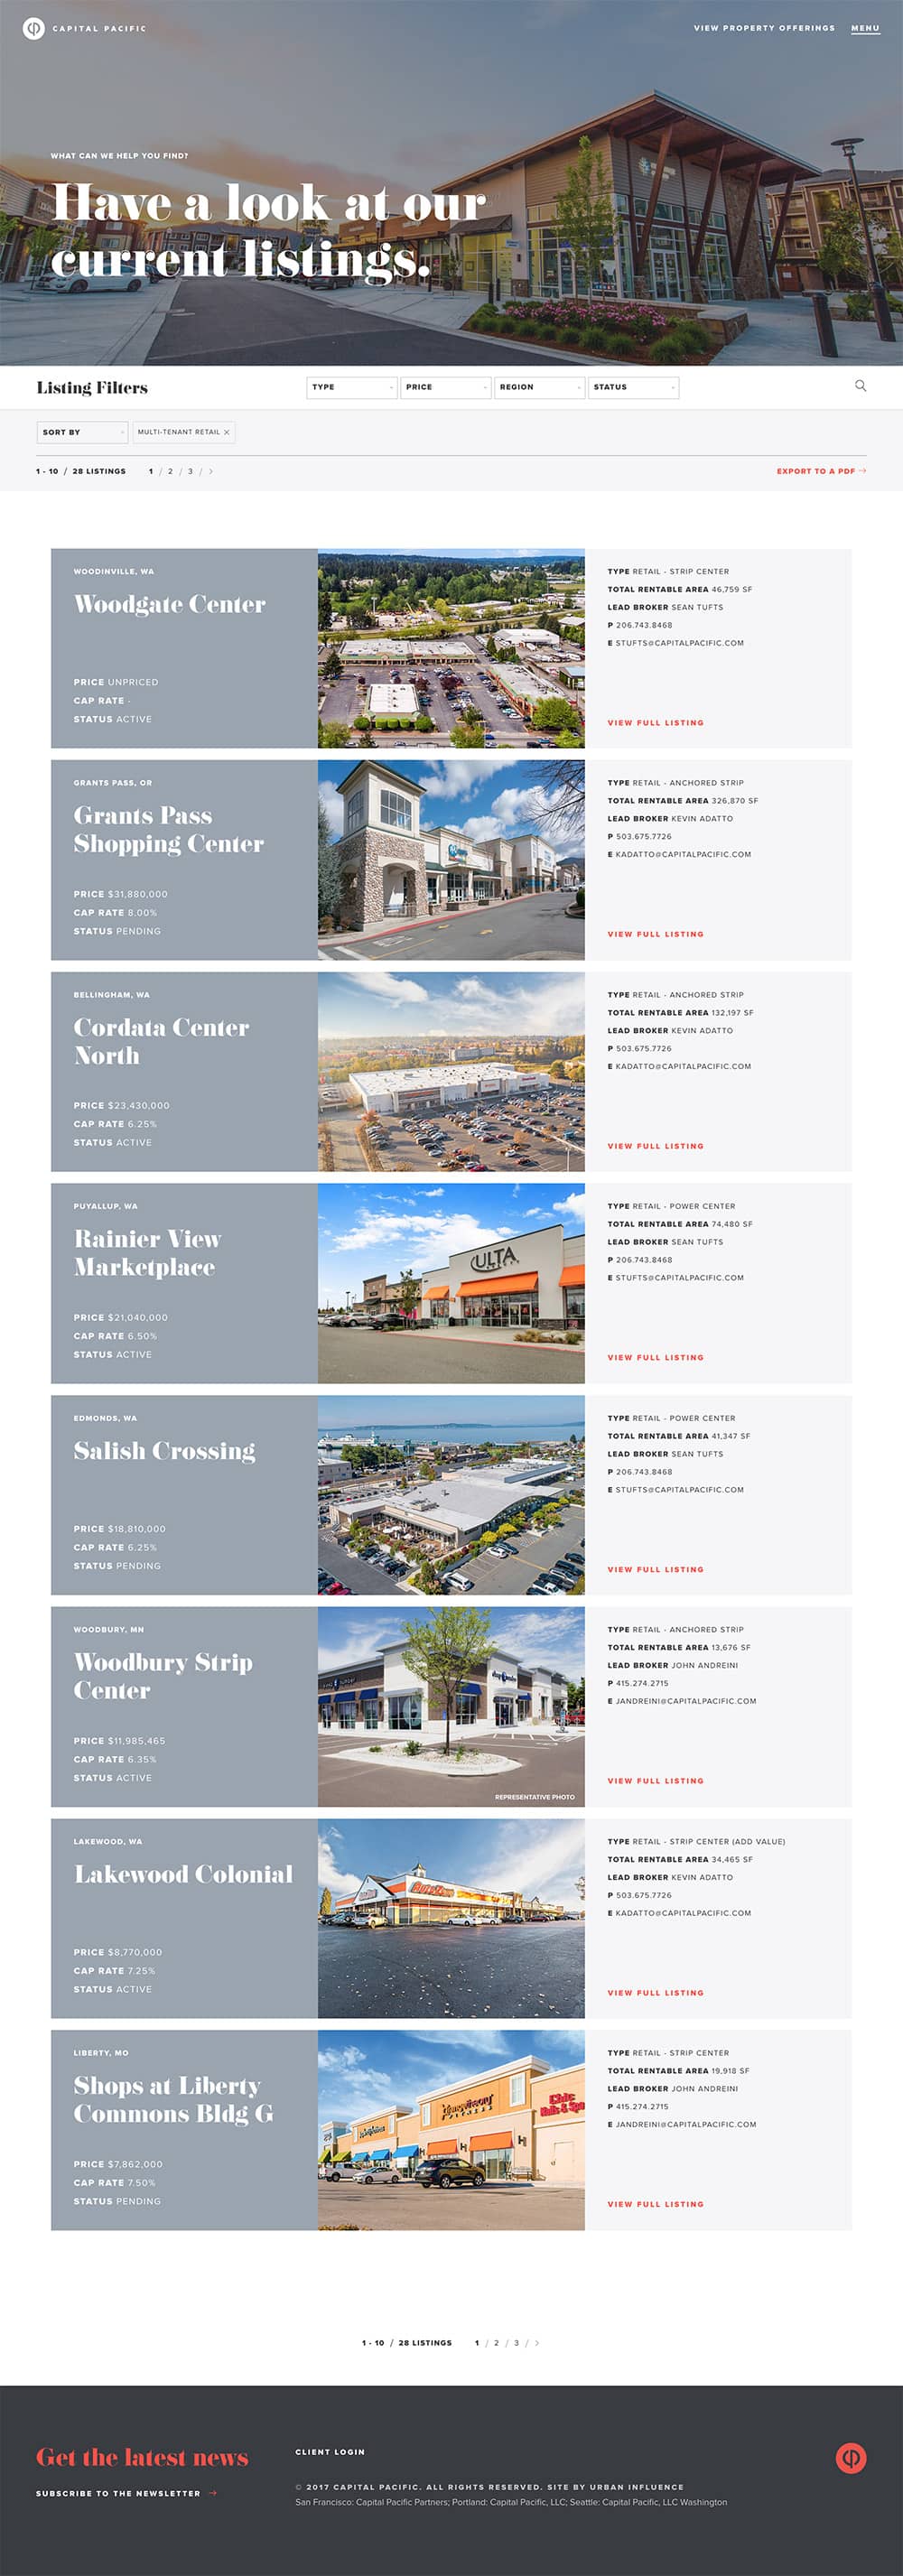 CAPITAL PACIFIC
VIEW PROPERTY OFFERINGS MENU
WHAT CAN WE HELP YOU FIND?
Have a look at our
current listings.
Listing Filters
TYPE PRICE REGION STATUS
SORT BY MULTI-TENANT RETAIL ×
1 - 10 / 28 LISTINGS 1 / 2 / 3 / >
EXPORT TO A PDF →
WOODINVILLE, WA
Woodgate Center
PRICE UNPRICED
CAP RATE -
STATUS ACTIVE
TYPE RETAIL - STRIP CENTER
TOTAL RENTABLE AREA 46,759 SF
LEAD BROKER SEAN TUFTS
P 206.743.8468
E STUFTS@CAPITALPACIFIC.COM
VIEW FULL LISTING
GRANTS PASS, OR
Grants Pass
Shopping Center
PRICE $31,880,000
CAP RATE 8.00%
STATUS PENDING
TYPE RETAIL - ANCHORED STRIP
TOTAL RENTABLE AREA 326,870 SF
LEAD BROKER KEVIN ADATTO
P 503.675.7726
E KADATTO@CAPITALPACIFIC.COM
VIEW FULL LISTING
BELLINGHAM, WA
Cordata Center
North
PRICE $23,430,000
CAP RATE 6.25%
STATUS ACTIVE
TYPE RETAIL - ANCHORED STRIP
TOTAL RENTABLE AREA 132,197 SF
LEAD BROKER KEVIN ADATTO
P 503.675.7726
E KADATTO@CAPITALPACIFIC.COM
VIEW FULL LISTING
PUYALLUP, WA
Rainier View
Marketplace
PRICE $21,040,000
CAP RATE 6.50%
STATUS ACTIVE
ULTA
TYPE RETAIL - POWER CENTER
TOTAL RENTABLE AREA 74,480 SF
LEAD BROKER SEAN TUFTS
P 206.743.8468
E STUFTS@CAPITALPACIFIC.COM
VIEW FULL LISTING
EDMONDS, WA
Salish Crossing
PRICE $18,810,000
CAP RATE 6.25%
STATUS PENDING
TYPE RETAIL - POWER CENTER
TOTAL RENTABLE AREA 41,347 SF
LEAD BROKER SEAN TUFTS
P 206.743.8468
E STUFTS@CAPITALPACIFIC.COM
VIEW FULL LISTING
WOODBURY, MN
Woodbury Strip
Center
PRICE $11,985,465
CAP RATE 6.35%
STATUS ACTIVE
REPRESENTATIVE PHOTO
TYPE RETAIL - ANCHORED STRIP
TOTAL RENTABLE AREA 13,676 SF
LEAD BROKER JOHN ANDREINI
P 415.274.2715
E JANDREINI@CAPITALPACIFIC.COM
VIEW FULL LISTING
LAKEWOOD, WA
Lakewood Colonial
PRICE $8,770,000
CAP RATE 7.25%
STATUS ACTIVE
TYPE RETAIL - STRIP CENTER (ADD VALUE)
TOTAL RENTABLE AREA 34,465 SF
LEAD BROKER KEVIN ADATTO
P 503.675.7726
E KADATTO@CAPITALPACIFIC.COM
VIEW FULL LISTING
LIBERTY, MO
Shops at Liberty
Commons Bldg G
PRICE $7,862,000
CAP RATE 7.50%
STATUS PENDING
TYPE RETAIL - STRIP CENTER
TOTAL RENTABLE AREA 19,918 SF
LEAD BROKER JOHN ANDREINI
P 415.274.2715
E JANDREINI@CAPITALPACIFIC.COM
VIEW FULL LISTING
1 - 10 / 28 LISTINGS 1 / 2 / 3 / >
Get the latest news
SUBSCRIBE TO THE NEWSLETTER →
CLIENT LOGIN
© 2017 CAPITAL PACIFIC. ALL RIGHTS RESERVED. SITE BY URBAN INFLUENCE
San Francisco: Capital Pacific Partners; Portland: Capital Pacific, LLC; Seattle: Capital Pacific, LLC Washington